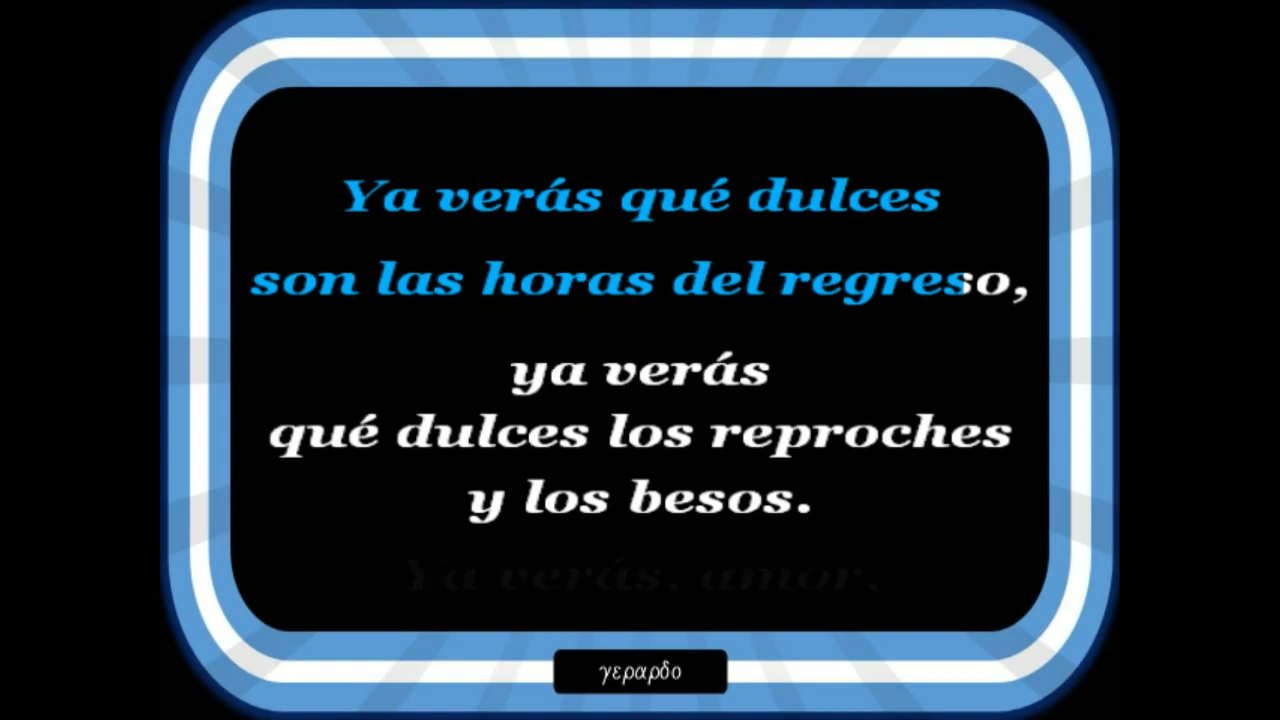 Ya verás qué dulces
son las horas del regreso,
ya verás
qué dulces los reproches
y los besos.
Ya verás, amor,
γεραρδο